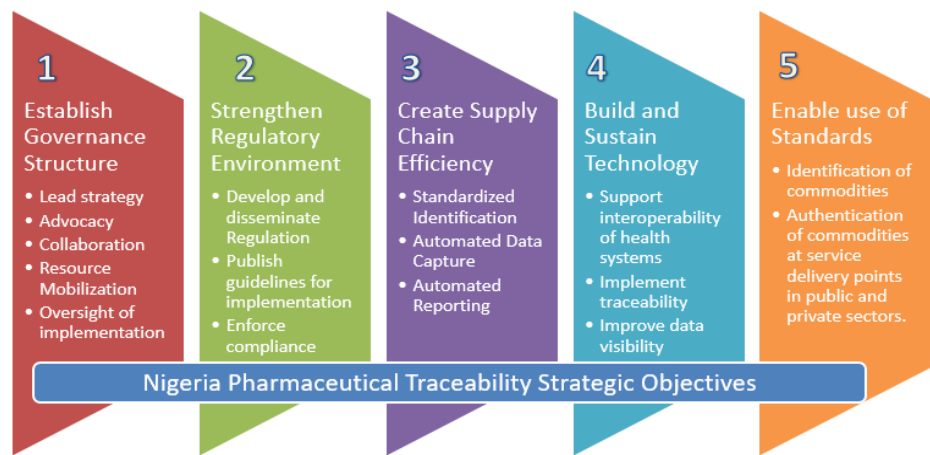 1
Establish
Governance
Structure
• Lead strategy
• Advocacy
• Collaboration
• Resource
Mobilization
• Oversight of
implementation
2
Strengthen
Regulatory
Environment
• Develop and
disseminate
Regulation
• Publish
guidelines for
implementation
• Enforce
compliance
3
Create Supply
Chain
Efficiency
• Standardized
Identification
• Automated Data
Capture
• Automated
Reporting
4
Build and
Sustain
Technology
• Support
interoperability
of health
systems
• Implement
traceability
• Improve data
visibility
5
Enable use of
Standards
• Identification of
commodities
• Authentication
of commodities
at service
delivery points
in public and
private sectors.
Nigeria Pharmaceutical Traceability Strategic Objectives